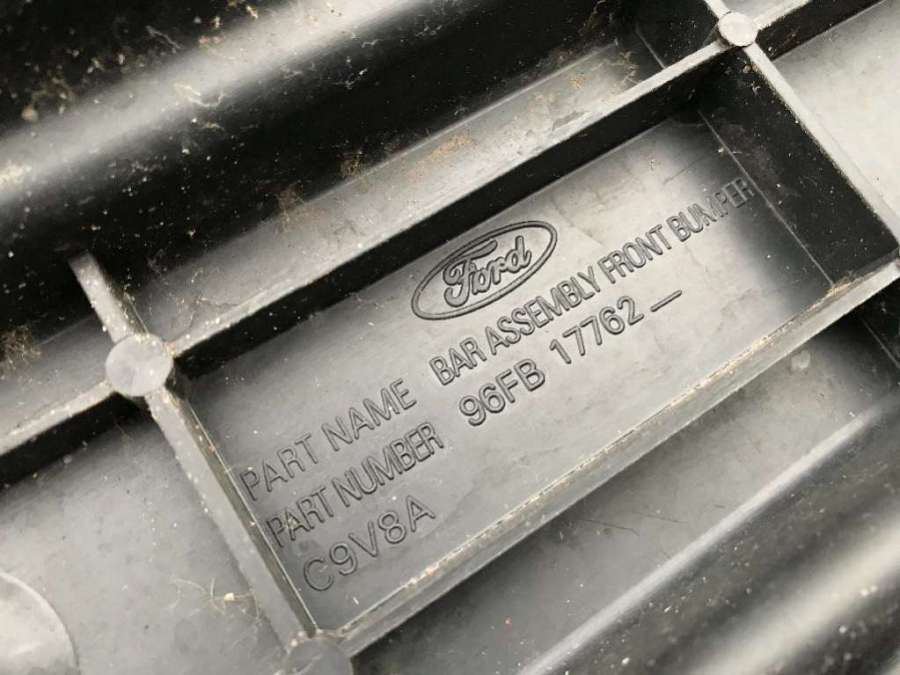 Ford
PART NAME BAR ASSEMBLY FRONT BUMPER
PART NUMBER 96FB 17762 —
C9V8A